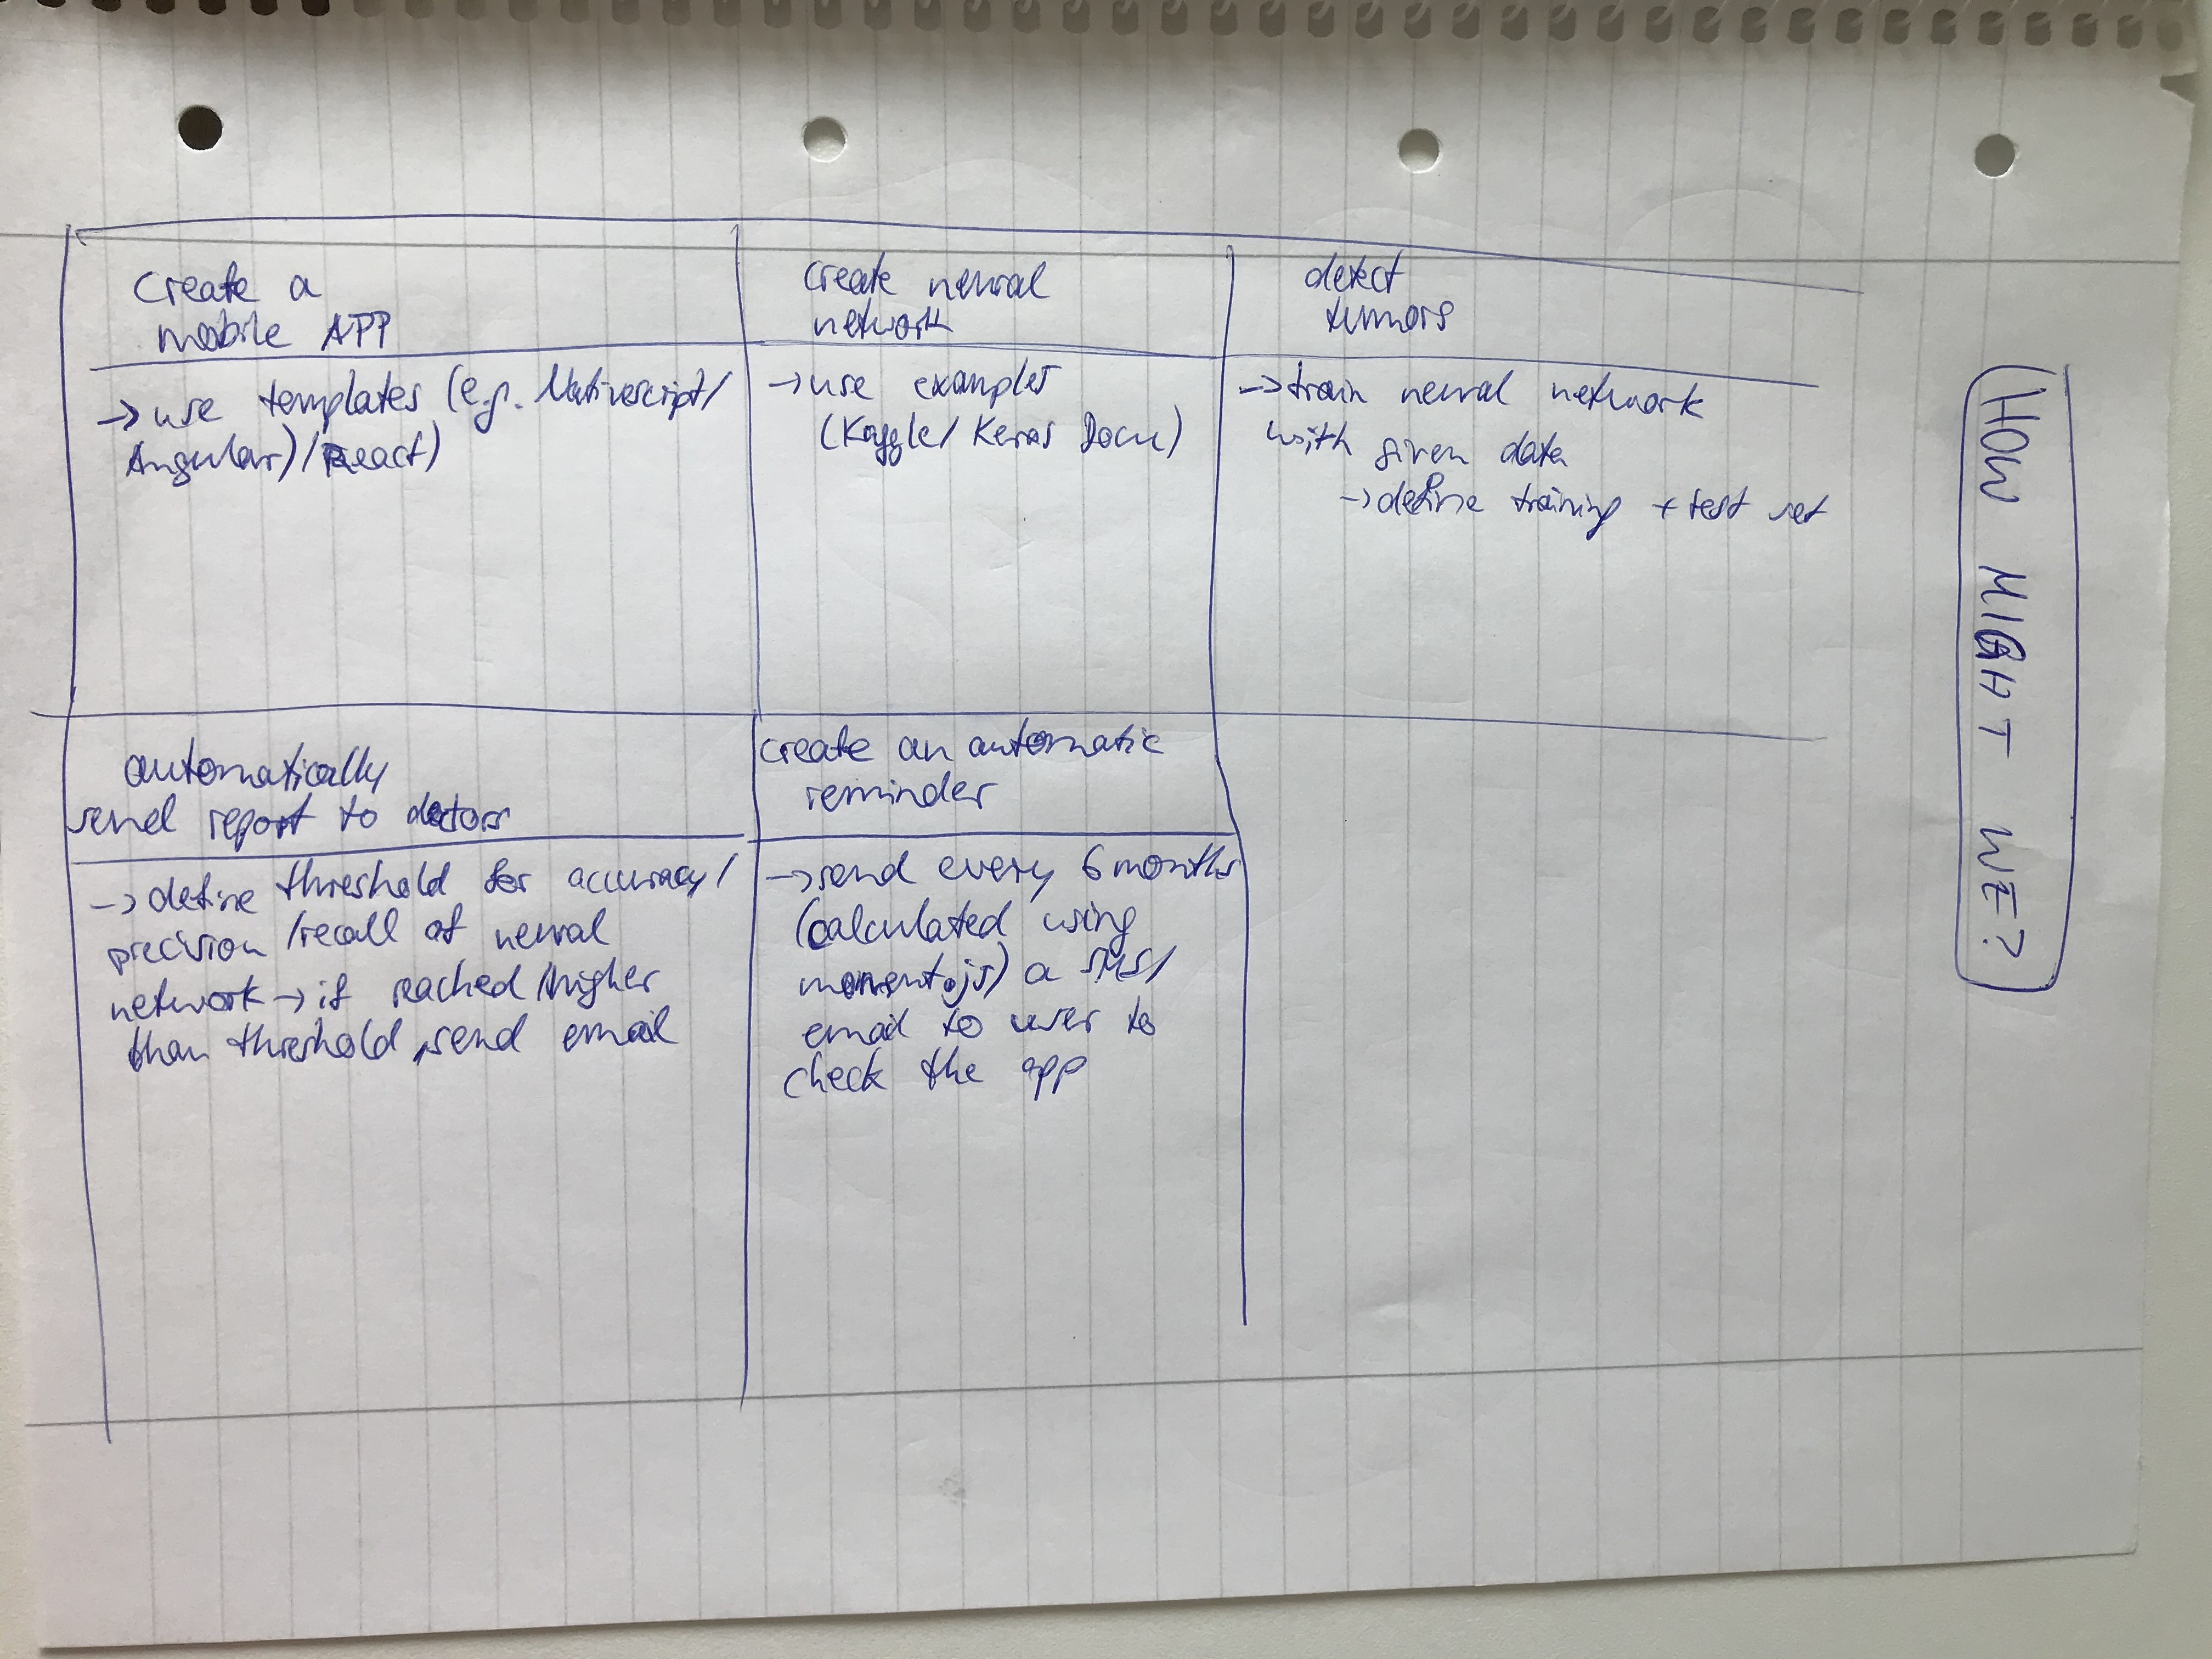 HOW MIGHT WE?
create a
mobile APP
→ use templates (e.g. Nativescript/
Angular)/React)
create neural
network
→ use examples
(Kaggle/Keras Docu)
detect
tumors
→ train neural network
with given data
→ define training + test set
automatically
send report to doctors
→ define threshold for accuracy/
precision/recall of neural
network → if reached/higher
than threshold, send email
create an automatic
reminder
→ send every 6 months
(calculated using
moment.js) a SMS/
email to user to
check the app